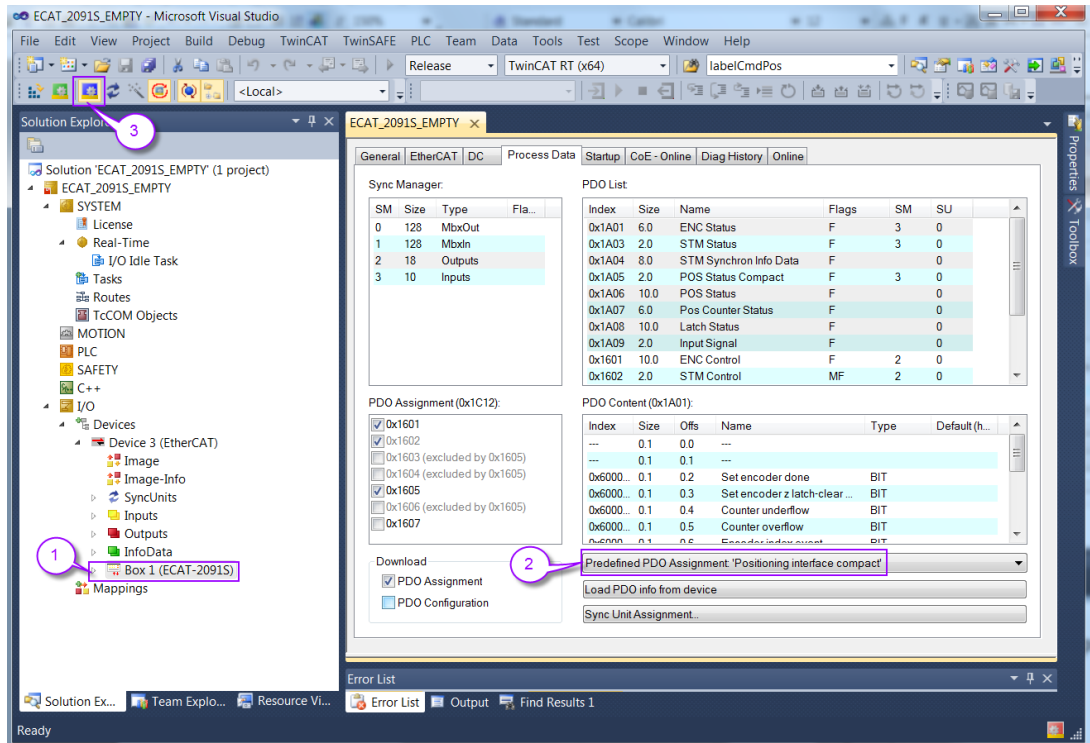 ECAT_2091S_EMPTY - Microsoft Visual Studio
File Edit View Project Build Debug TwinCAT TwinSAFE PLC Team Data Tools Test Scope Window Help
Release TwinCAT RT (x64) labelCmdPos
<Local>
3
Solution Explor
ECAT_2091S_EMPTY
Solution 'ECAT_2091S_EMPTY' (1 project)
ECAT_2091S_EMPTY
SYSTEM
License
Real-Time
I/O Idle Task
Tasks
Routes
TcCOM Objects
MOTION
PLC
SAFETY
C++
I/O
Devices
Device 3 (EtherCAT)
Image
Image-Info
SyncUnits
Inputs
Outputs
InfoData
1
Box 1 (ECAT-2091S)
Mappings
Solution Ex... Team Explo... Resource Vi...
General EtherCAT DC Process Data Startup CoE - Online Diag History Online
Sync Manager:
SM Size Type Fla...
0 128 MbxOut
1 128 MbxIn
2 18 Outputs
3 10 Inputs
PDO List:
Index Size Name Flags SM SU
0x1A01 6.0 ENC Status F 3 0
0x1A03 2.0 STM Status F 3 0
0x1A04 8.0 STM Synchron Info Data F 0
0x1A05 2.0 POS Status Compact F 3 0
0x1A06 10.0 POS Status F 0
0x1A07 6.0 Pos Counter Status F 0
0x1A08 10.0 Latch Status F 0
0x1A09 2.0 Input Signal F 0
0x1601 10.0 ENC Control F 2 0
0x1602 2.0 STM Control MF 2 0
PDO Assignment (0x1C12):
0x1601
0x1602
0x1603 (excluded by 0x1605)
0x1604 (excluded by 0x1605)
0x1605
0x1606 (excluded by 0x1605)
0x1607
PDO Content (0x1A01):
Index Size Offs Name Type Default (h...
--- 0.1 0.0 ---
--- 0.1 0.1 ---
0x6000... 0.1 0.2 Set encoder done BIT
0x6000... 0.1 0.3 Set encoder z latch-clear ... BIT
0x6000... 0.1 0.4 Counter underflow BIT
0x6000... 0.1 0.5 Counter overflow BIT
0x6000... 0.1 0.6 Encoder index event BIT
Download
PDO Assignment
PDO Configuration
2
Predefined PDO Assignment: 'Positioning interface compact'
Load PDO info from device
Sync Unit Assignment...
Properties
Toolbox
Error List
Error List Output Find Results 1
Ready